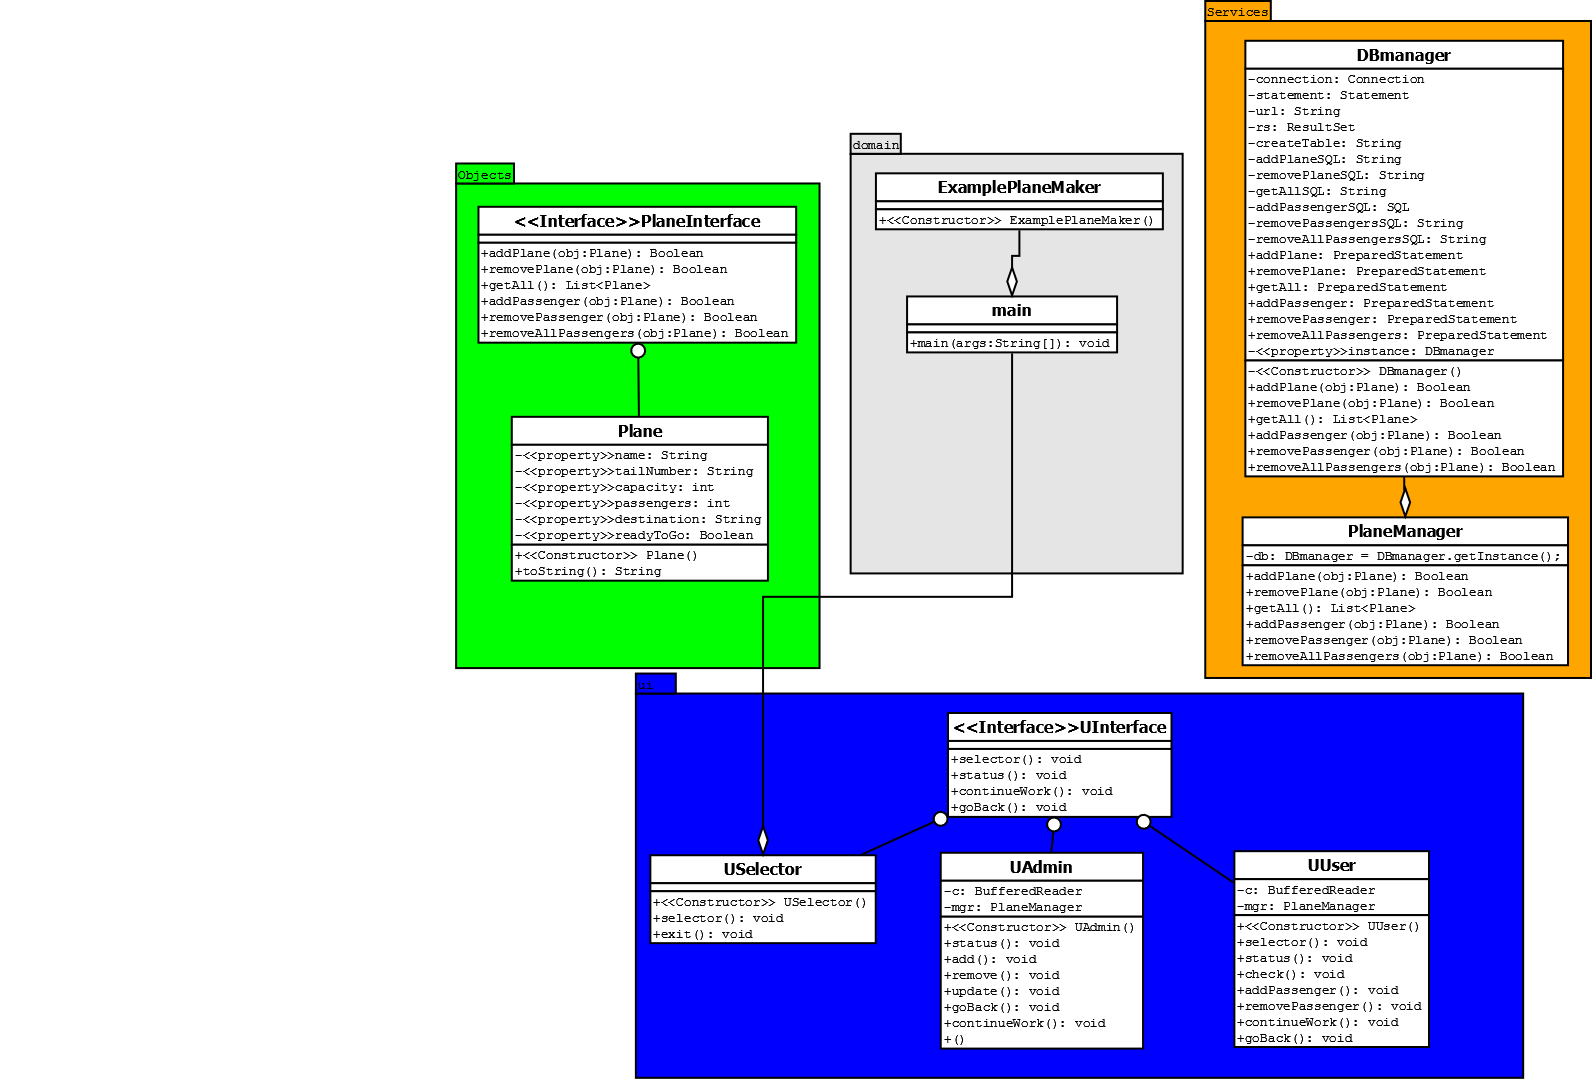 Objects
<<Interface>>PlaneInterface
+addPlane(obj:Plane): Boolean
+removePlane(obj:Plane): Boolean
+getAll(): List<Plane>
+addPassenger(obj:Plane): Boolean
+removePassenger(obj:Plane): Boolean
+removeAllPassengers(obj:Plane): Boolean
Plane
-<<property>>name: String
-<<property>>tailNumber: String
-<<property>>capacity: int
-<<property>>passengers: int
-<<property>>destination: String
-<<property>>readyToGo: Boolean
+<<Constructor>> Plane()
+toString(): String
domain
ExamplePlaneMaker
+<<Constructor>> ExamplePlaneMaker()
main
+main(args:String[]): void
Services
DBmanager
-connection: Connection
-statement: Statement
-url: String
-rs: ResultSet
-createTable: String
-addPlaneSQL: String
-removePlaneSQL: String
-getAllSQL: String
-addPassengerSQL: SQL
-removePassengersSQL: String
-removeAllPassengersSQL: String
+addPlane: PreparedStatement
+removePlane: PreparedStatement
+getAll: PreparedStatement
+addPassenger: PreparedStatement
+removePassenger: PreparedStatement
+removeAllPassengers: PreparedStatement
-<<property>>instance: DBmanager
-<<Constructor>> DBmanager()
+addPlane(obj:Plane): Boolean
+removePlane(obj:Plane): Boolean
+getAll(): List<Plane>
+addPassenger(obj:Plane): Boolean
+removePassenger(obj:Plane): Boolean
+removeAllPassengers(obj:Plane): Boolean
PlaneManager
-db: DBmanager = DBmanager.getInstance();
+addPlane(obj:Plane): Boolean
+removePlane(obj:Plane): Boolean
+getAll(): List<Plane>
+addPassenger(obj:Plane): Boolean
+removePassenger(obj:Plane): Boolean
+removeAllPassengers(obj:Plane): Boolean
<<Interface>>UInterface
+selector(): void
+status(): void
+continueWork(): void
+goBack(): void
USelector
+<<Constructor>> USelector()
+selector(): void
+exit(): void
UAdmin
-c: BufferedReader
-mgr: PlaneManager
+<<Constructor>> UAdmin()
+status(): void
+add(): void
+remove(): void
+update(): void
+goBack(): void
+continueWork(): void
+()
UUser
-c: BufferedReader
-mgr: PlaneManager
+<<Constructor>> UUser()
+selector(): void
+status(): void
+check(): void
+addPassenger(): void
+removePassenger(): void
+continueWork(): void
+goBack(): void